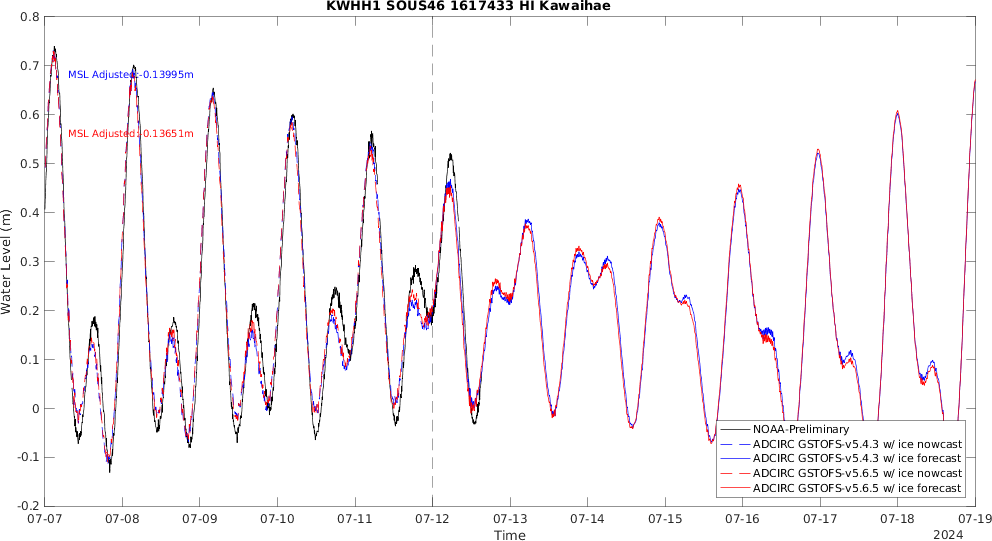 KWHH1 SOUS46 1617433 HI Kawaihae
0.8
0.7
0.6
0.5
0.4
0.3
0.2
0.1
0
-0.1
-0.2
Water Level (m)
MSL Adjusted:-0.13995m
MSL Adjusted:-0.13651m
NOAA-Preliminary
ADCIRC GSTOFS-v5.4.3 w/ ice nowcast
ADCIRC GSTOFS-v5.4.3 w/ ice forecast
ADCIRC GSTOFS-v5.6.5 w/ ice nowcast
ADCIRC GSTOFS-v5.6.5 w/ ice forecast
07-07 07-08 07-09 07-10 07-11 07-12 07-13 07-14 07-15 07-16 07-17 07-18 07-19
Time
2024